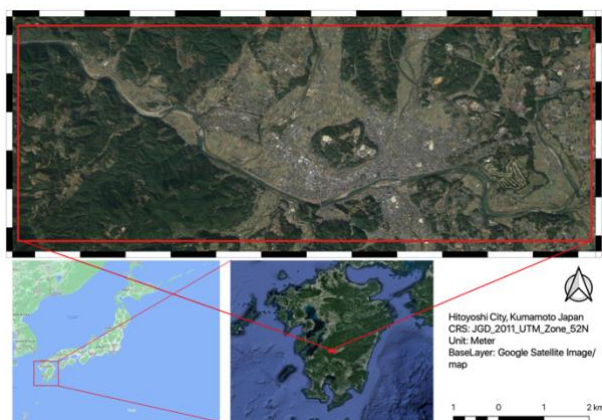 Hitoyoshi City, Kumamoto Japan
CRS: JGD_2011_UTM_Zone_52N
Unit: Meter
BaseLayer: Google Satellite Image/
map
1 0 1 2 km